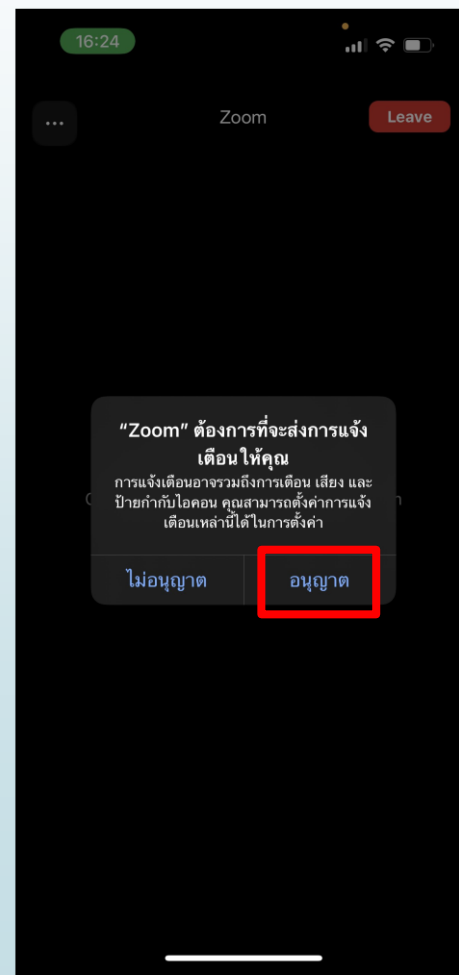 16:24
...
Zoom
Leave
“Zoom” ต้องการที่จะส่งการแจ้ง
เตือนให้คุณ
การแจ้งเตือนอาจรวมถึงการเตือน เสียง และ
ป้ายกำกับไอคอน คุณสามารถตั้งค่าการแจ้ง
เตือนเหล่านี้ได้ในการตั้งค่า
ไม่อนุญาต
อนุญาต